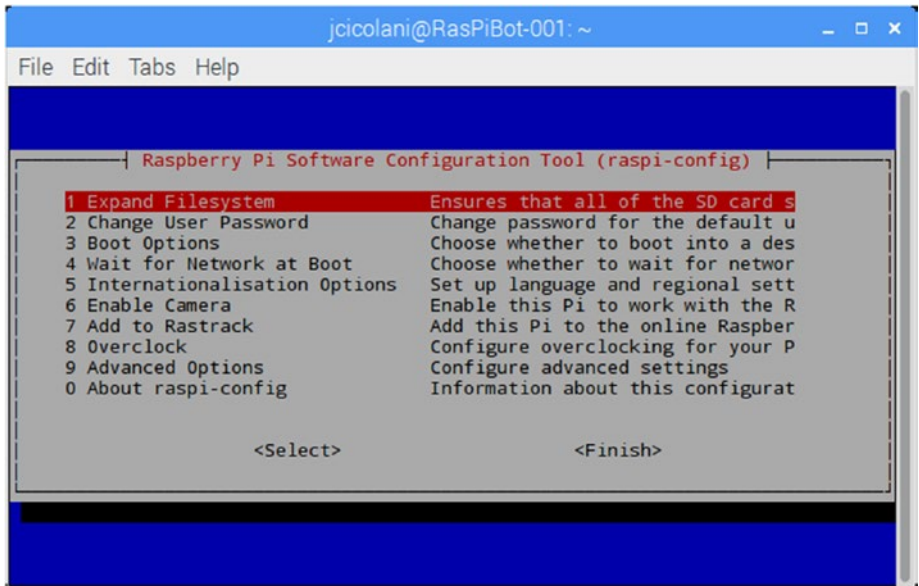 jcicolani@RasPiBot-001: ~
File Edit Tabs Help
Raspberry Pi Software Configuration Tool (raspi-config)
1 Expand Filesystem Ensures that all of the SD card s
2 Change User Password Change password for the default u
3 Boot Options Choose whether to boot into a des
4 Wait for Network at Boot Choose whether to wait for networ
5 Internationalisation Options Set up language and regional sett
6 Enable Camera Enable this Pi to work with the R
7 Add to Rastrack Add this Pi to the online Raspber
8 Overclock Configure overclocking for your P
9 Advanced Options Configure advanced settings
0 About raspi-config Information about this configurat
<Select> <Finish>